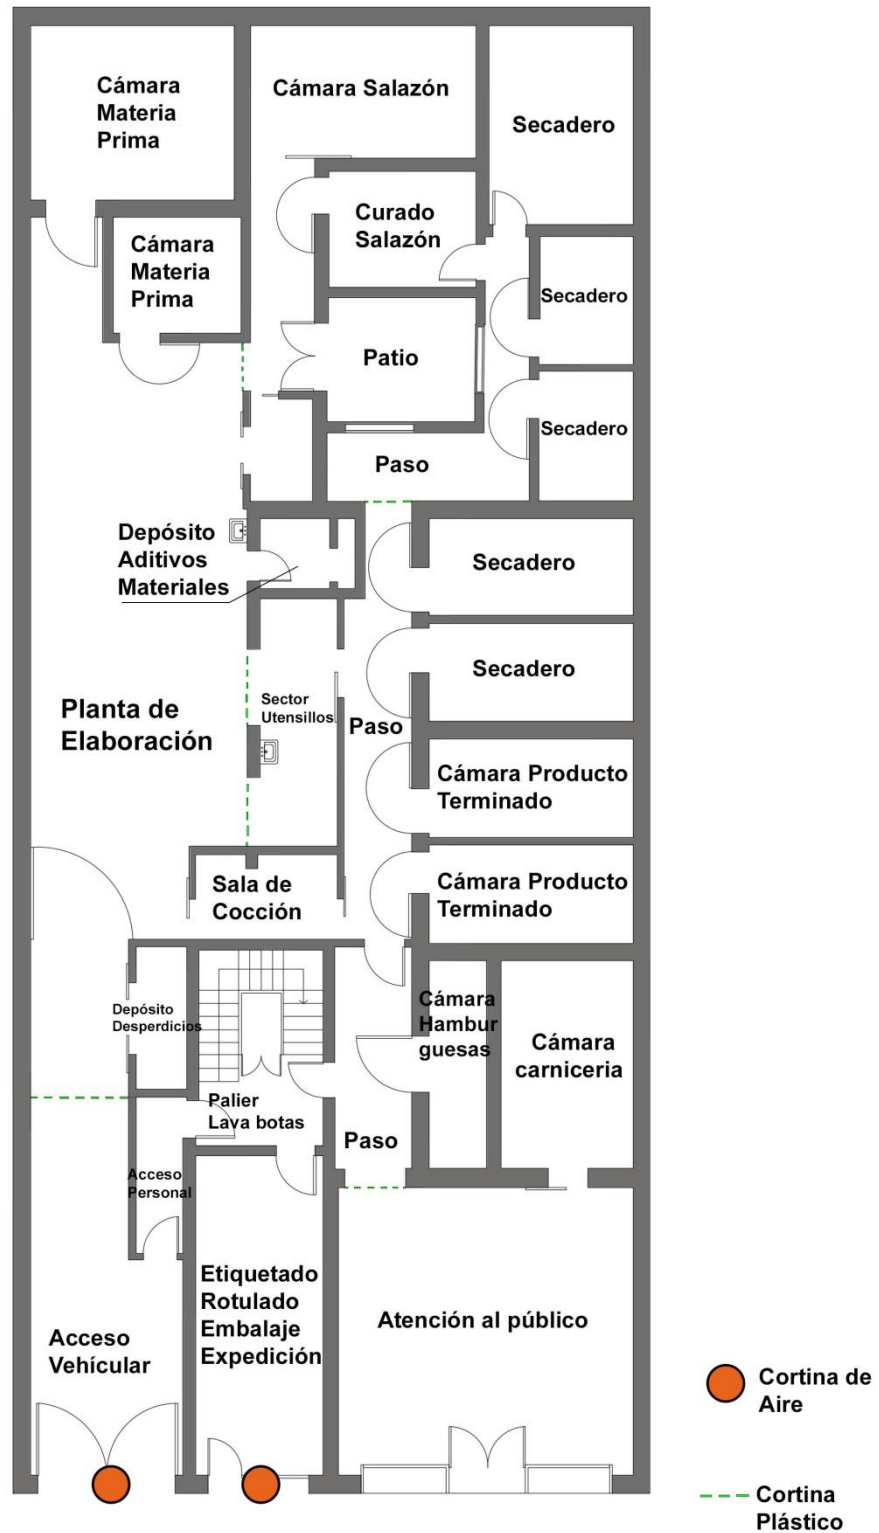 Cámara
Materia
Prima
Cámara Salazón
Secadero
Cámara
Materia
Prima
Curado
Salazón
Secadero
Patio
Secadero
Paso
Depósito
Aditivos
Materiales
Secadero
Secadero
Planta de
Elaboración
Sector
Utensillos
Paso
Cámara Producto
Terminado
Sala de
Cocción
Cámara Producto
Terminado
Depósito
Desperdicios
Cámara
Hambur
guesas
Cámara
carniceria
Palier
Lava botas
Paso
Acceso
Personal
Etiquetado
Rotulado
Embalaje
Expedición
Atención al público
Acceso
Vehícular
Cortina de
Aire
Cortina
Plástico